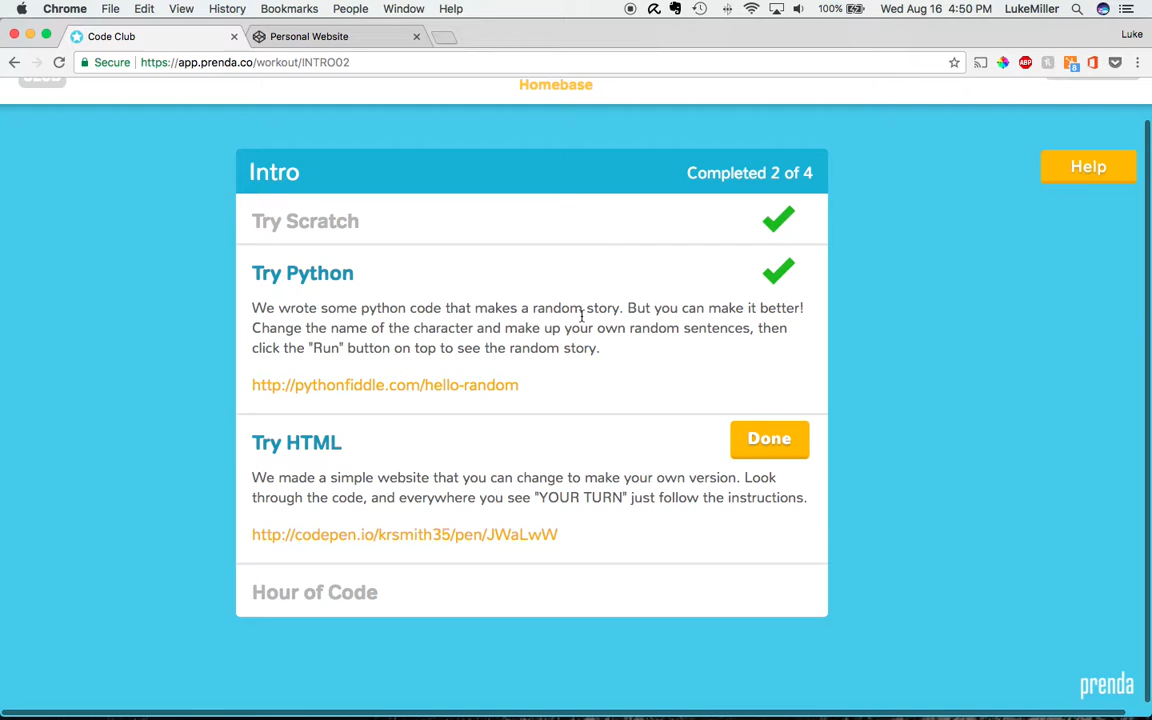 Chrome File Edit View History Bookmarks People Window Help 100% Wed Aug 16 4:50 PM LukeMiller
Code Club Personal Website Luke
Secure https://app.prenda.co/workout/INTRO02 ABP 8
Homebase
Intro Completed 2 of 4 Help
Try Scratch
Try Python
We wrote some python code that makes a random story. But you can make it better!
Change the name of the character and make up your own random sentences, then
click the "Run" button on top to see the random story.
http://pythonfiddle.com/hello-random
Try HTML Done
We made a simple website that you can change to make your own version. Look
through the code, and everywhere you see "YOUR TURN" just follow the instructions.
http://codepen.io/krsmith35/pen/JWaLwW
Hour of Code
prenda